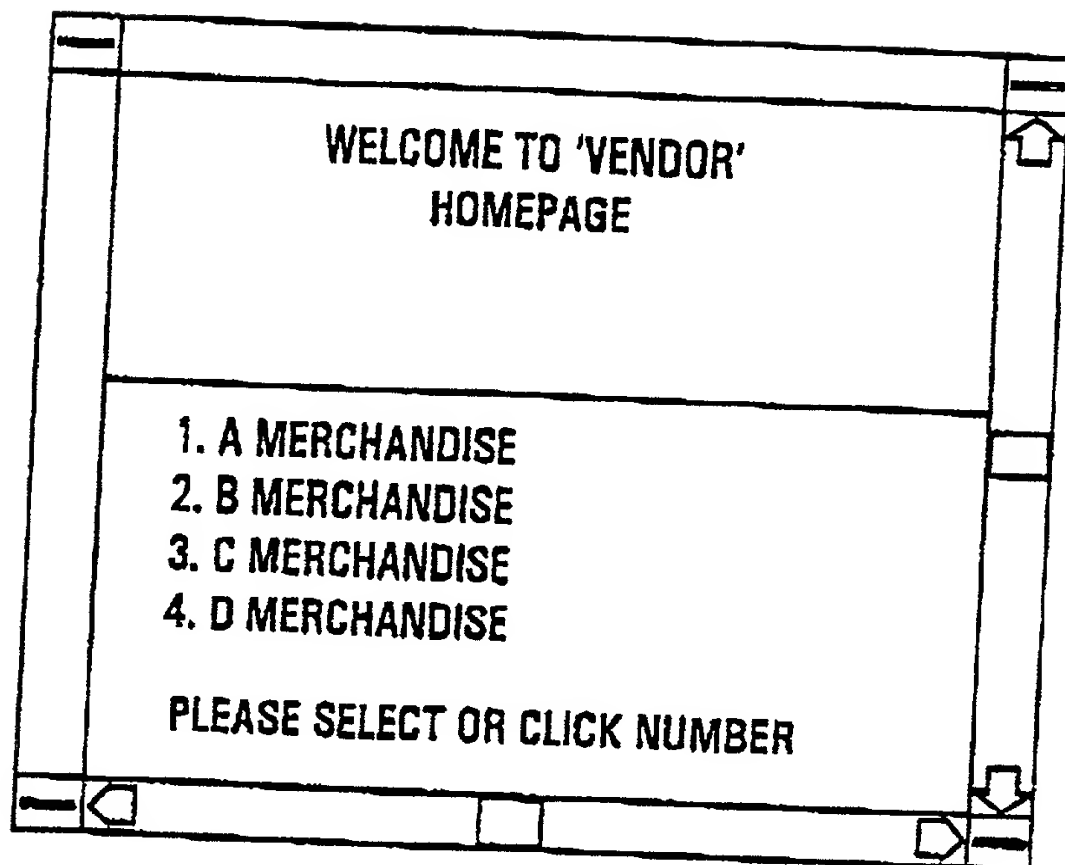 WELCOME TO 'VENDOR'
HOMEPAGE
1. A MERCHANDISE
2. B MERCHANDISE
3. C MERCHANDISE
4. D MERCHANDISE
PLEASE SELECT OR CLICK NUMBER